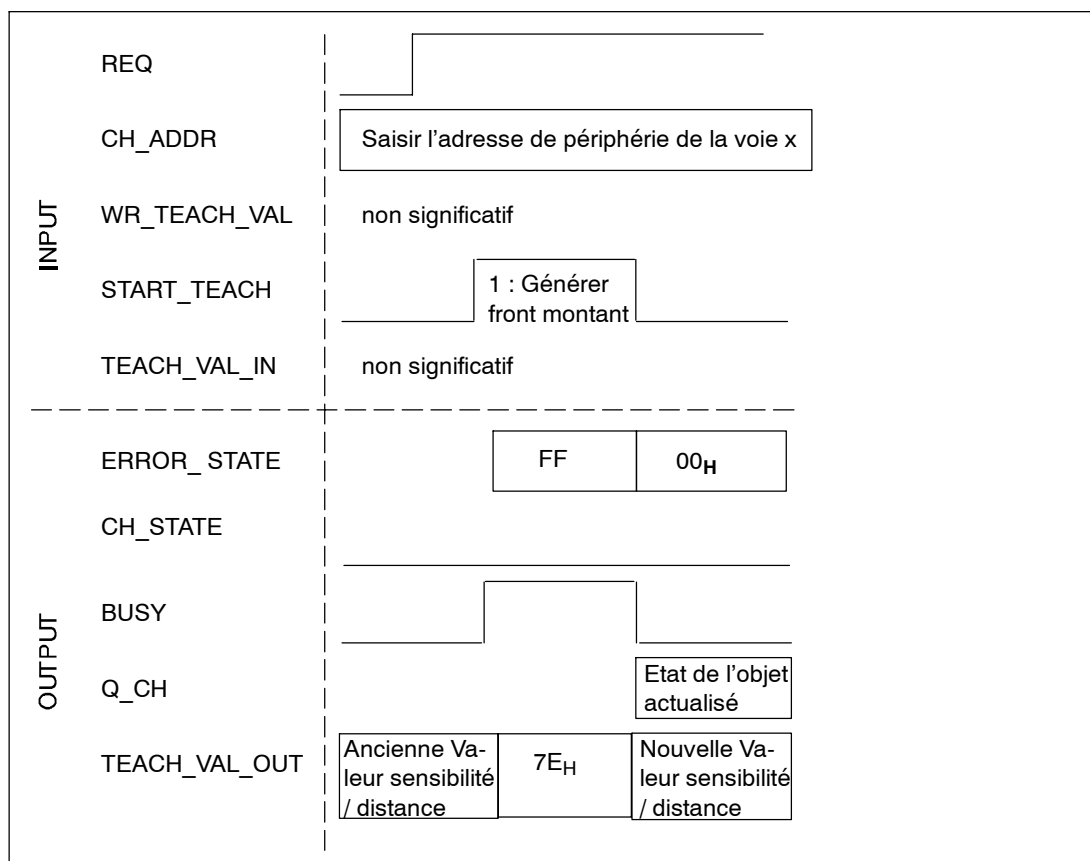 REQ
CH_ADDR
Saisir l’adresse de périphérie de la voie x
INPUT
WR_TEACH_VAL
non significatif
START_TEACH
1 : Générer
front montant
TEACH_VAL_IN
non significatif
ERROR_ STATE
FF
00H
CH_STATE
OUTPUT
BUSY
Q_CH
Etat de l’objet
actualisé
TEACH_VAL_OUT
Ancienne Va-
leur sensibilité
/ distance
7EH
Nouvelle Va-
leur sensibilité
/ distance